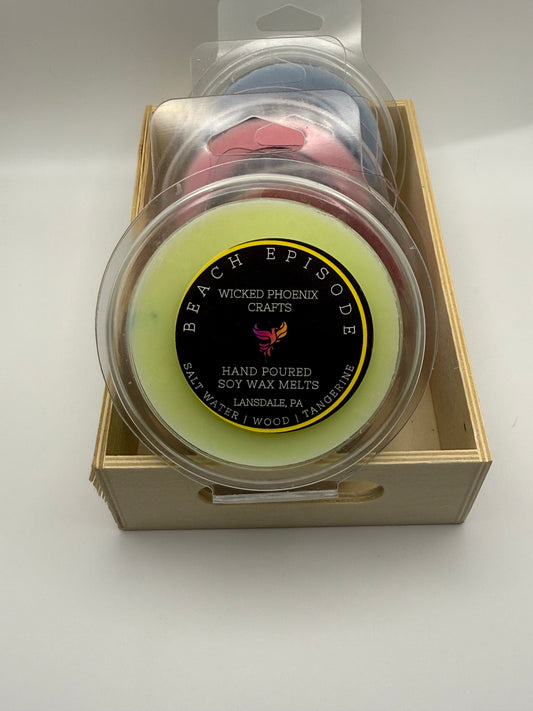 BEACH EPISODE
WICKED PHOENIX
CRAFTS
HAND POURED
SOY WAX MELTS
LANSDALE, PA
SALT WATER | WOOD | TANGERINE